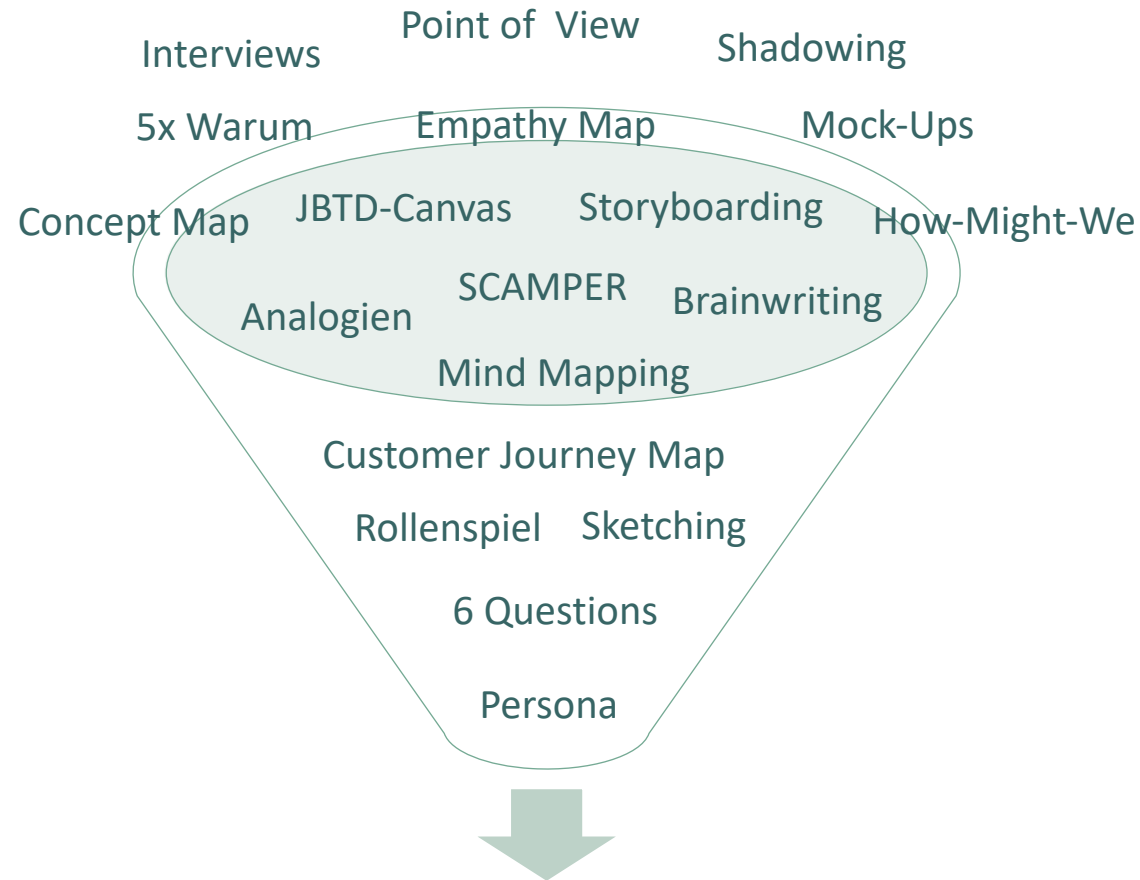 Point of View
Interviews
Shadowing
5x Warum
Empathy Map
Mock-Ups
Concept Map
JBTD-Canvas
Storyboarding
How-Might-We
SCAMPER
Analogien
Brainwriting
Mind Mapping
Customer Journey Map
Rollenspiel
Sketching
6 Questions
Persona